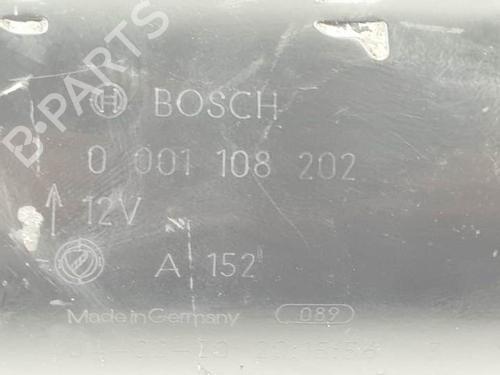 B-PARTS
BOSCH
0 001 108 202
12V
A 152
Made in Germany 089